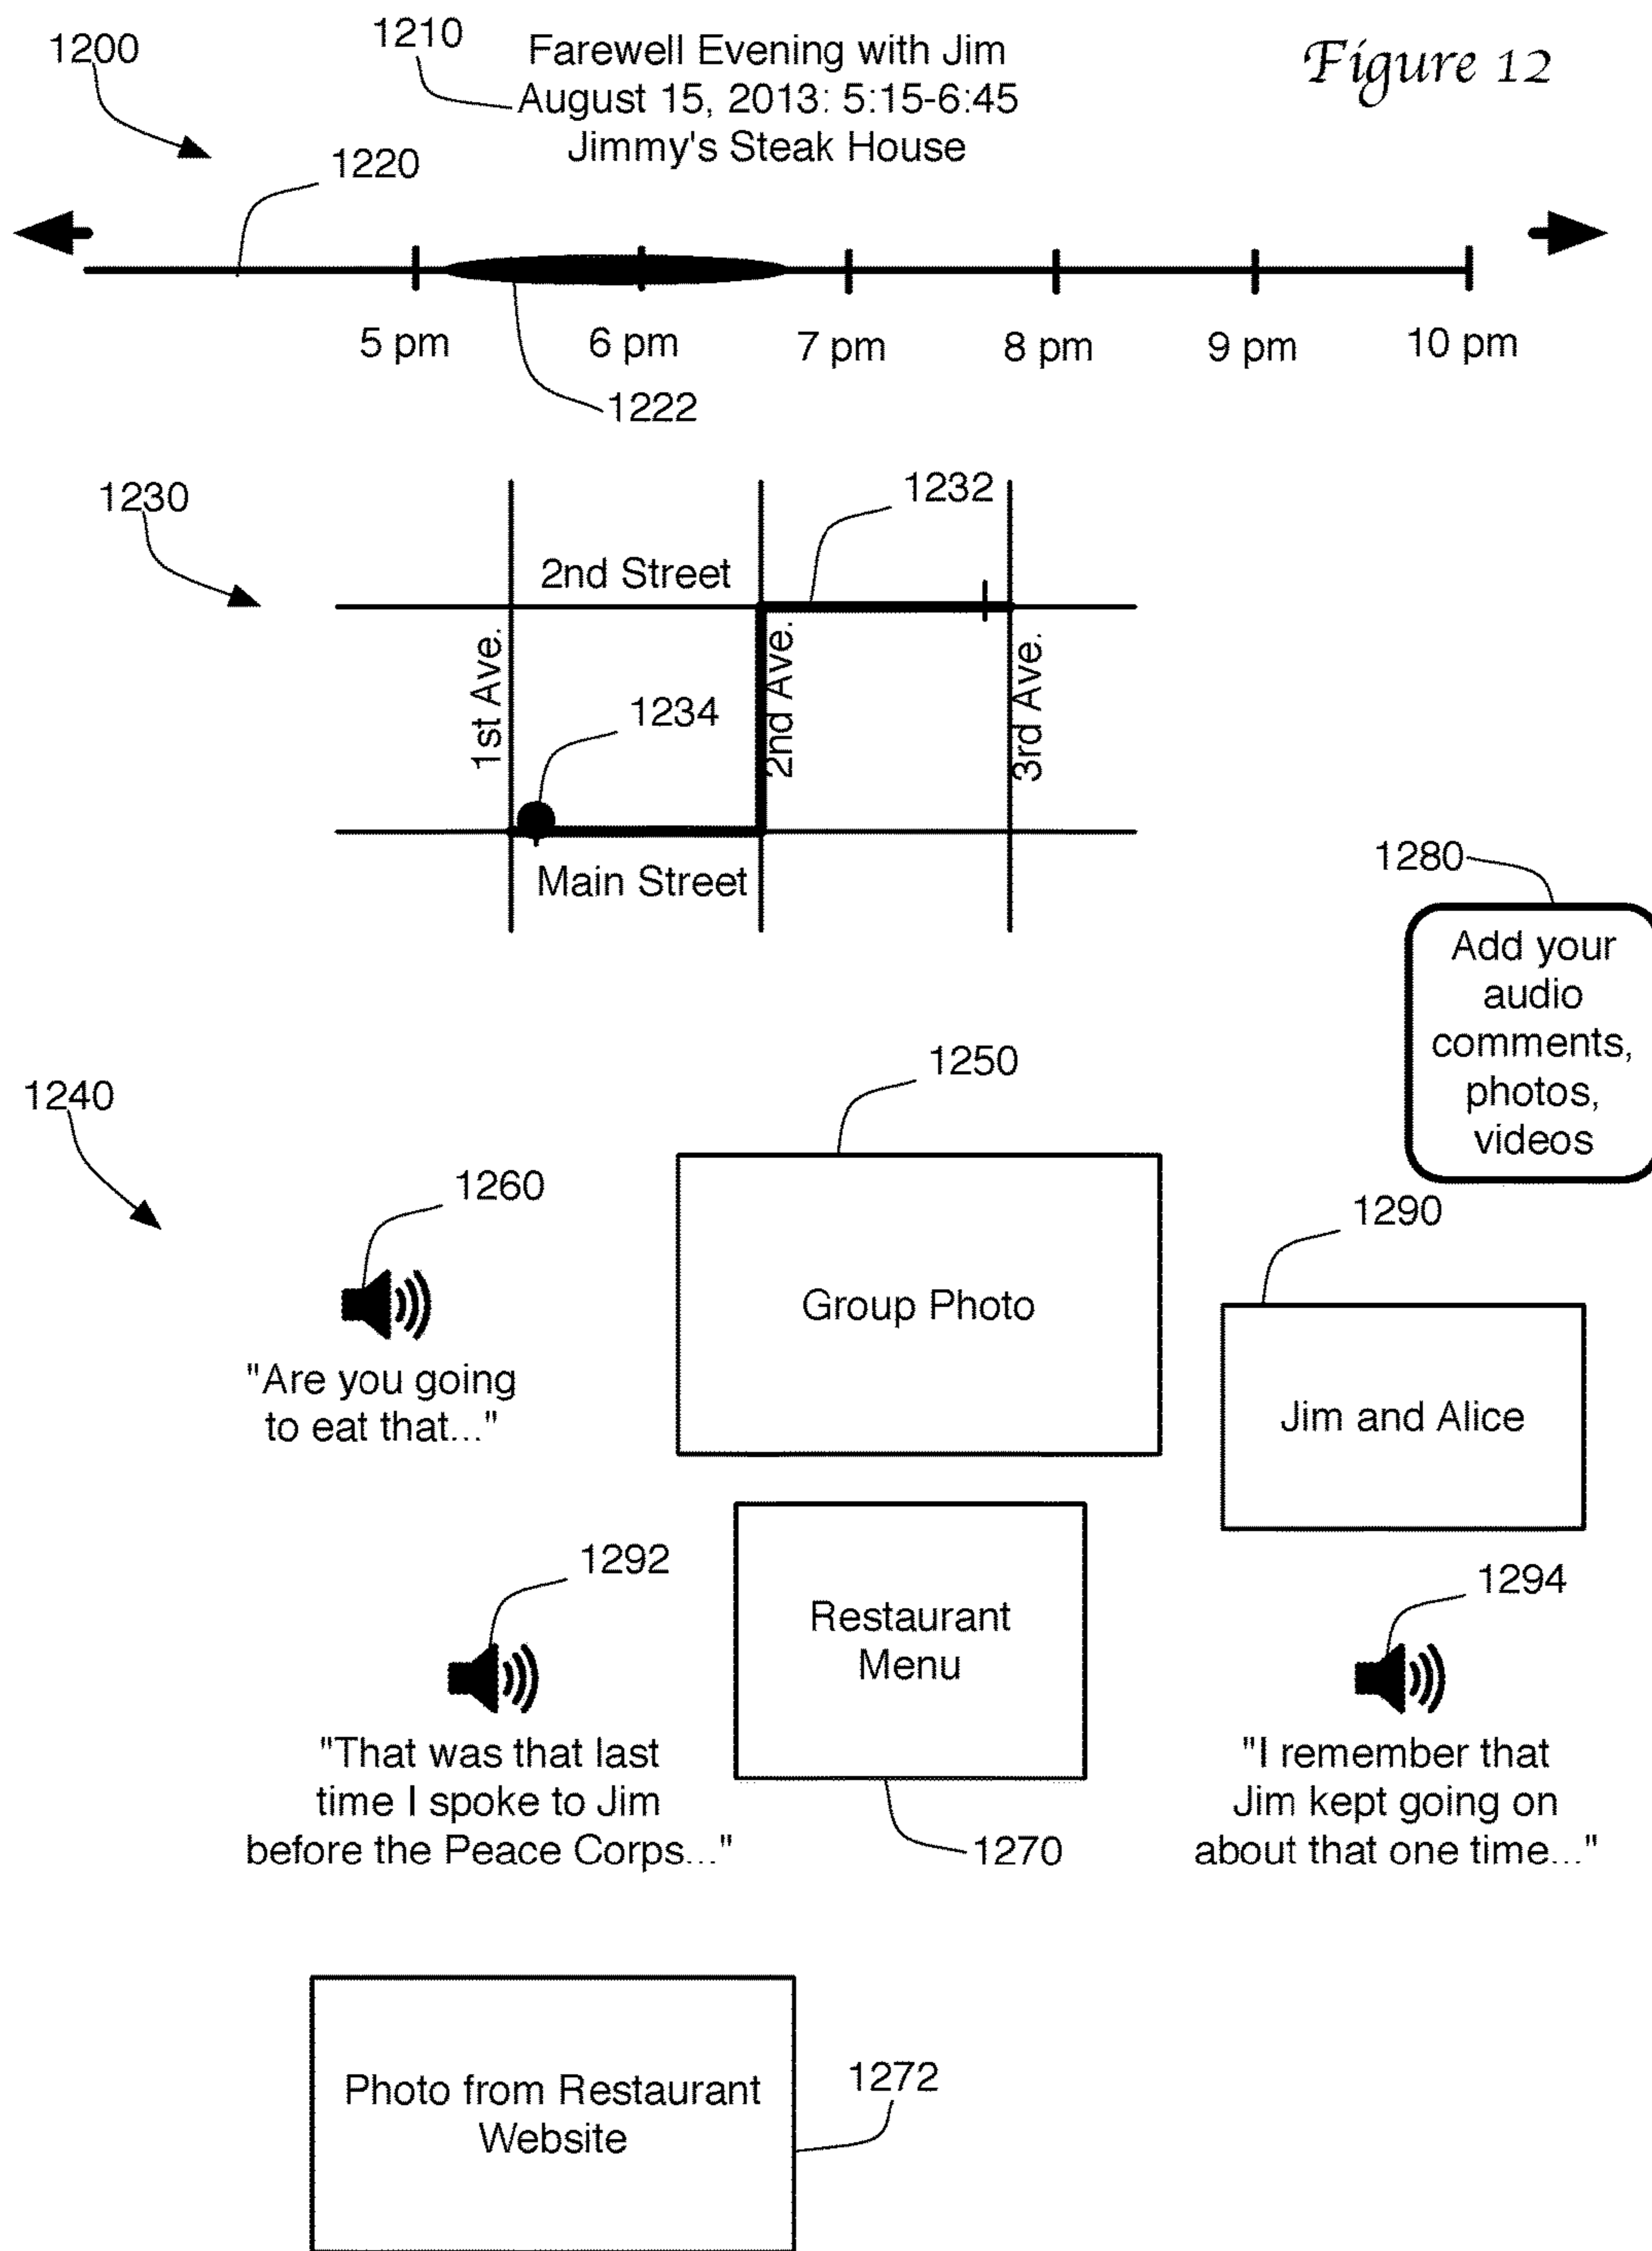 1200
1210
Farewell Evening with Jim
August 15, 2013: 5:15-6:45
Jimmy's Steak House
Figure 12
1220
5 pm
6 pm
7 pm
8 pm
9 pm
10 pm
1222
1230
1232
2nd Street
1st Ave.
2nd Ave.
3rd Ave.
1234
Main Street
1280
Add your
audio
comments,
photos,
videos
1240
1250
1260
Group Photo
"Are you going
to eat that..."
1290
Jim and Alice
1292
"That was that last
time I spoke to Jim
before the Peace Corps..."
Restaurant
Menu
1270
1294
"I remember that
Jim kept going on
about that one time..."
Photo from Restaurant
Website
1272